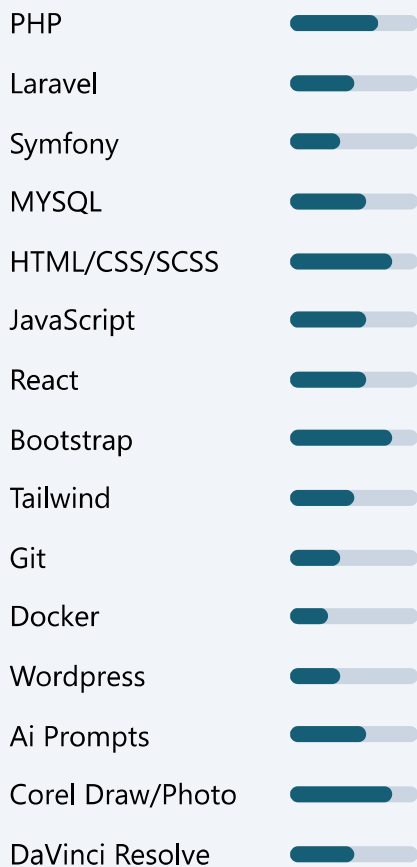 PHP
Laravel
Symfony
MYSQL
HTML/CSS/SCSS
JavaScript
React
Bootstrap
Tailwind
Git
Docker
Wordpress
Ai Prompts
Corel Draw/Photo
DaVinci Resolve